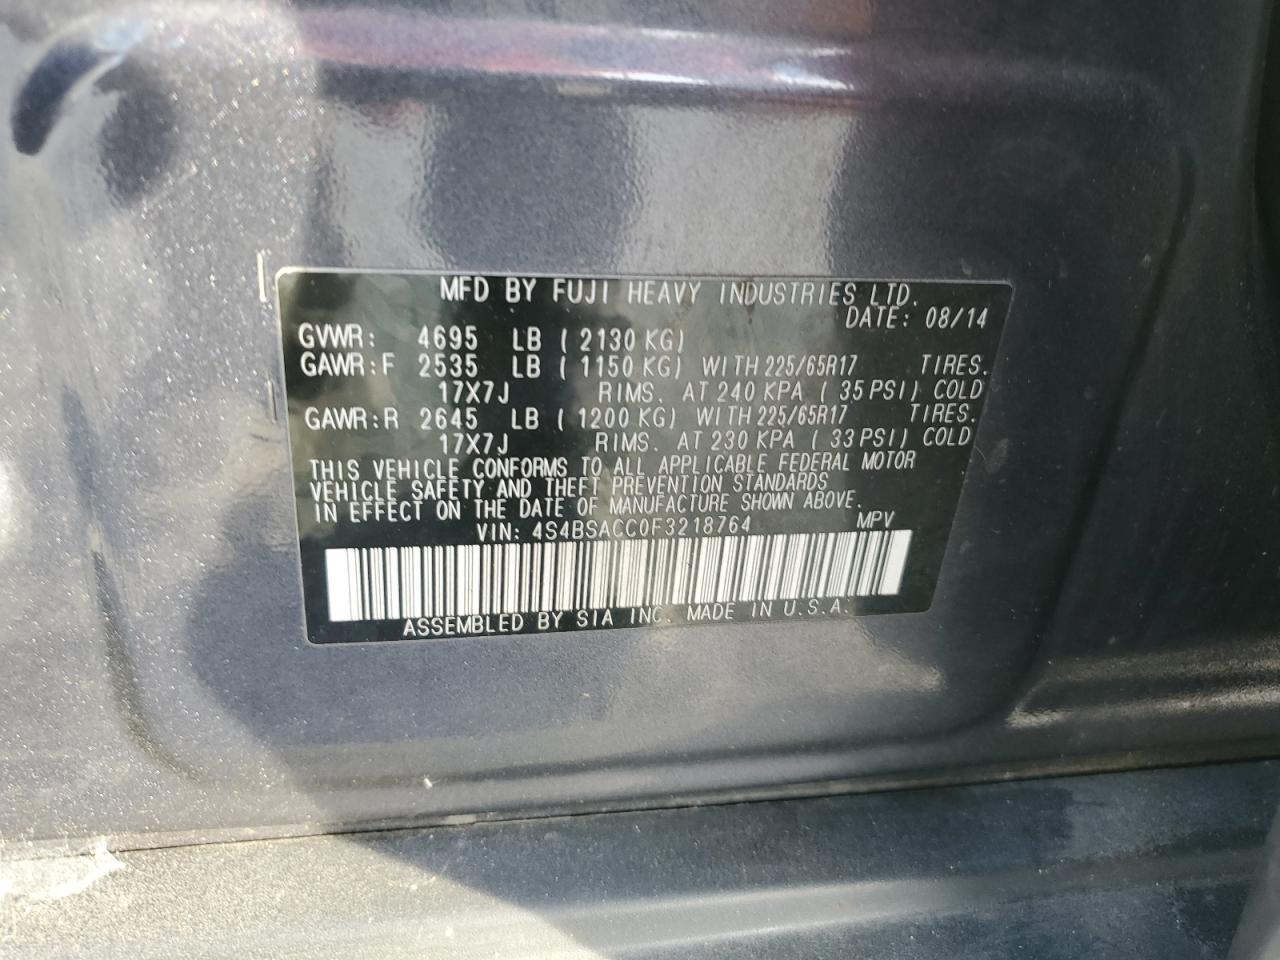 MFD BY FUJI HEAVY INDUSTRIES LTD.
DATE: 08/14
GVWR: 4695 LB ( 2130 KG)
GAWR:F 2535 LB ( 1150 KG) WITH 225/65R17 TIRES.
17X7J RIMS. AT 240 KPA ( 35 PSI) COLD
GAWR:R 2645 LB ( 1200 KG) WITH 225/65R17 TIRES.
17X7J RIMS. AT 230 KPA ( 33 PSI) COLD
THIS VEHICLE CONFORMS TO ALL APPLICABLE FEDERAL MOTOR
VEHICLE SAFETY AND THEFT PREVENTION STANDARDS
IN EFFECT ON THE DATE OF MANUFACTURE SHOWN ABOVE.
VIN: 4S4BSACC0F3218764 MPV
ASSEMBLED BY SIA INC. MADE IN U.S.A.